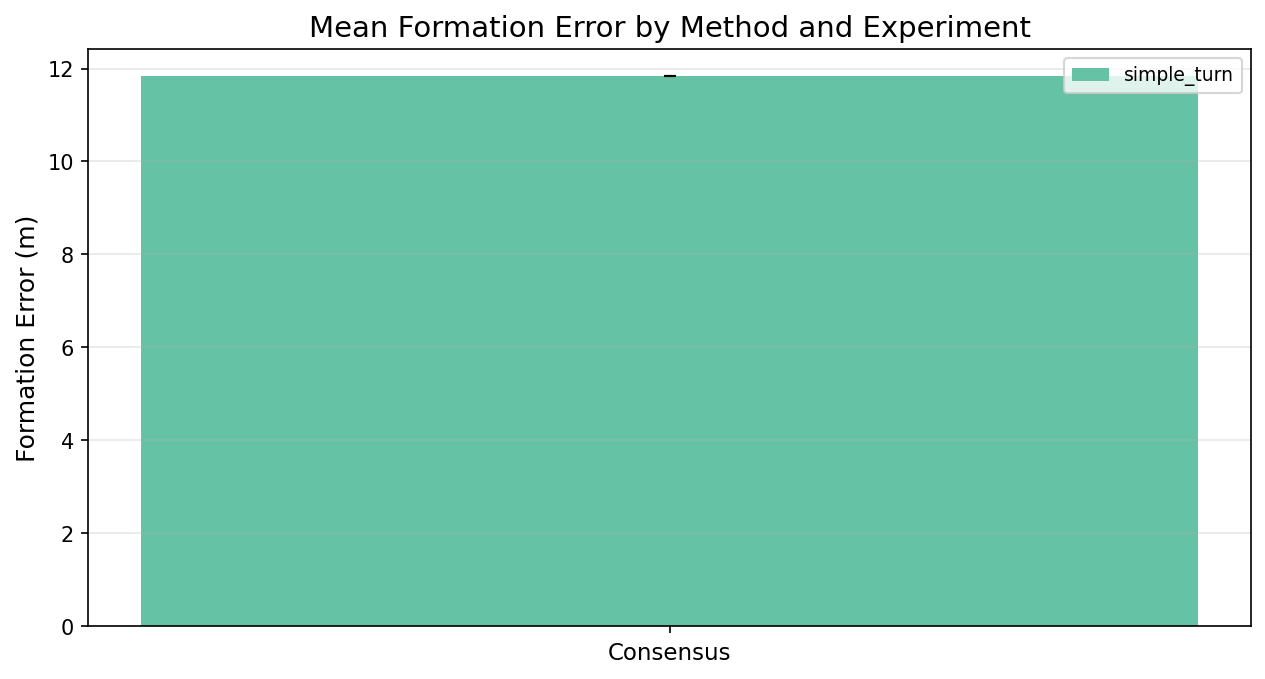 Mean Formation Error by Method and Experiment
simple_turn
12
10
8
6
4
2
0
Formation Error (m)
Consensus